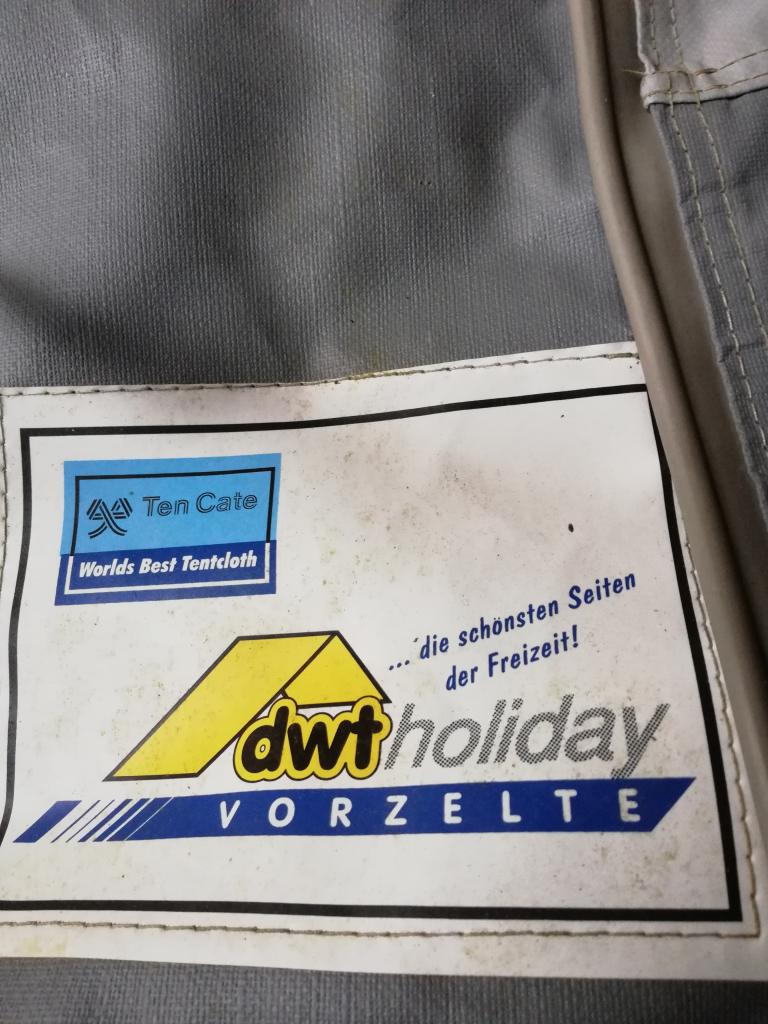 Ten Cate
Worlds Best Tentcloth
... die schönsten Seiten
der Freizeit!
dwt holiday
VORZELTE